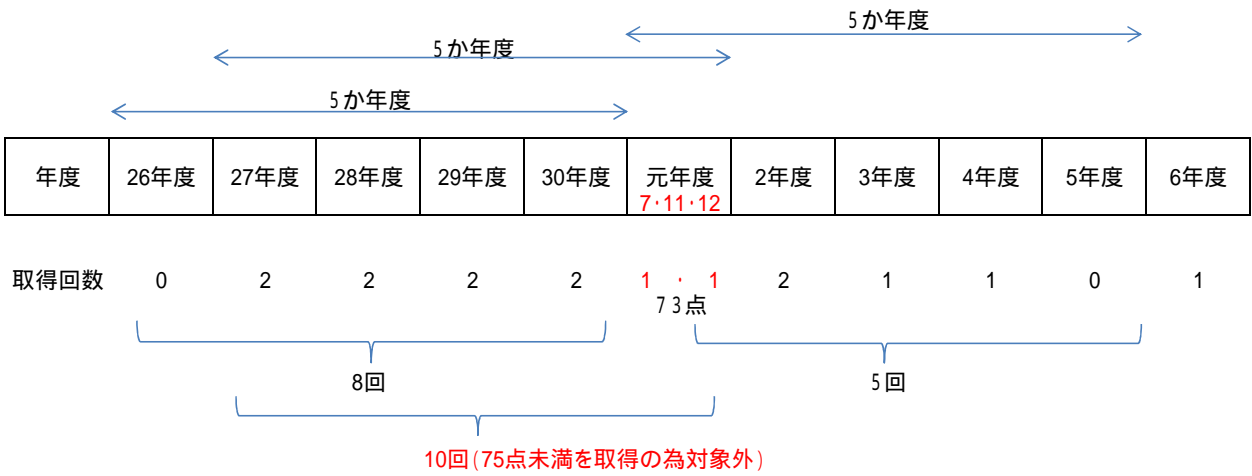 5か年度
5か年度
5か年度
年度 26年度 27年度 28年度 29年度 30年度 元年度 2年度 3年度 4年度 5年度 6年度
7・11・12
取得回数 0 2 2 2 2 1 ・ 1 2 1 1 0 1
73点
8回 5回
10回(75点未満を取得の為対象外)